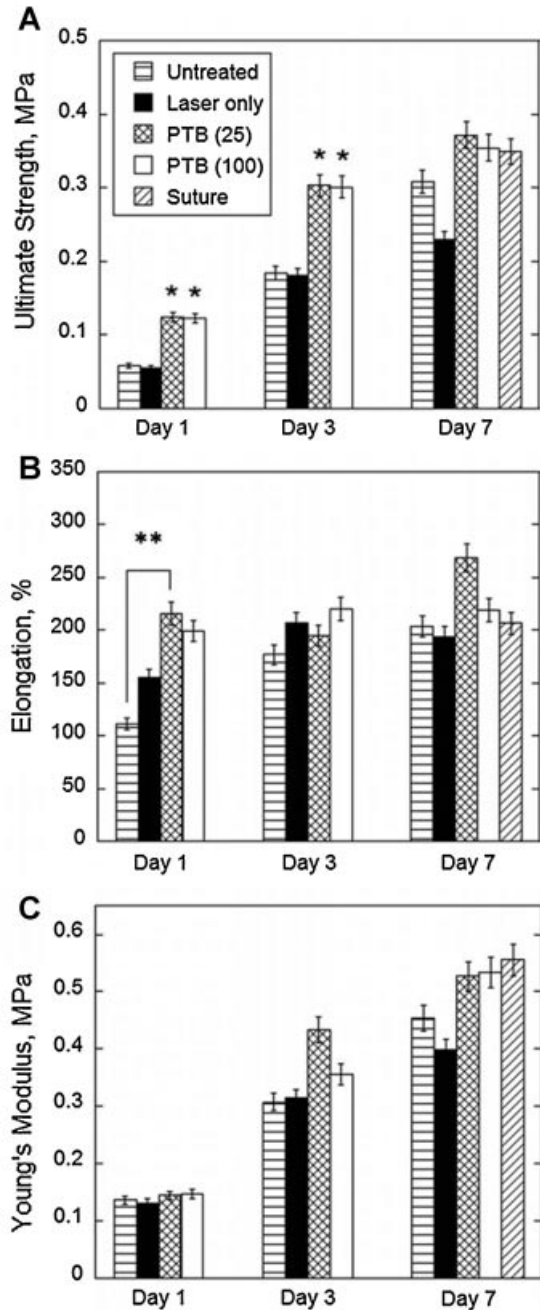 A
Ultimate Strength, MPa
0.5
0.4
0.3
0.2
0.1
0
Untreated
Laser only
PTB (25)
PTB (100)
Suture
* *
* *
Day 1 Day 3 Day 7
B
Elongation, %
350
300
250
200
150
100
50
0
**
Day 1 Day 3 Day 7
C
Young's Modulus, MPa
0.6
0.5
0.4
0.3
0.2
0.1
0
Day 1 Day 3 Day 7